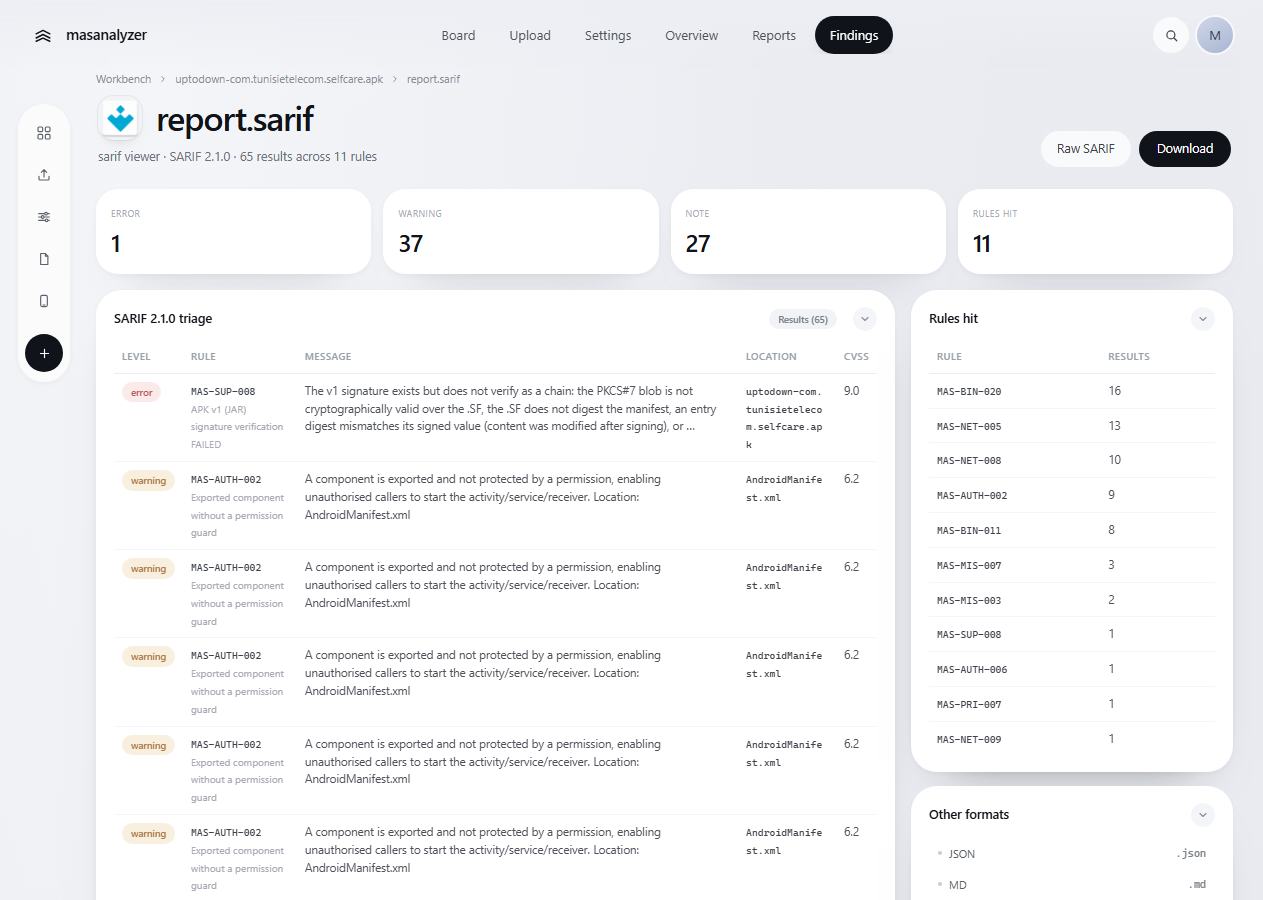 masanalyzer
Board Upload Settings Overview Reports Findings
M
Workbench > uptodown-com.tunisietelecom.selfcare.apk > report.sarif
report.sarif
sarif viewer · SARIF 2.1.0 · 65 results across 11 rules
Raw SARIF Download
ERROR
1
WARNING
37
NOTE
27
RULES HIT
11
SARIF 2.1.0 triage
Results (65)
LEVEL RULE MESSAGE LOCATION CVSS
error
MAS-SUP-008
APK v1 (JAR)
signature verification
FAILED
The v1 signature exists but does not verify as a chain: the PKCS#7 blob is not
cryptographically valid over the .SF, the .SF does not digest the manifest, an entry
digest mismatches its signed value (content was modified after signing), or ...
uptodown-com.
tunisieteleco
m.selfcare.ap
k
9.0
warning
MAS-AUTH-002
Exported component
without a permission
guard
A component is exported and not protected by a permission, enabling
unauthorised callers to start the activity/service/receiver. Location:
AndroidManifest.xml
AndroidManife
st.xml
6.2
warning
MAS-AUTH-002
Exported component
without a permission
guard
A component is exported and not protected by a permission, enabling
unauthorised callers to start the activity/service/receiver. Location:
AndroidManifest.xml
AndroidManife
st.xml
6.2
warning
MAS-AUTH-002
Exported component
without a permission
guard
A component is exported and not protected by a permission, enabling
unauthorised callers to start the activity/service/receiver. Location:
AndroidManifest.xml
AndroidManife
st.xml
6.2
warning
MAS-AUTH-002
Exported component
without a permission
guard
A component is exported and not protected by a permission, enabling
unauthorised callers to start the activity/service/receiver. Location:
AndroidManifest.xml
AndroidManife
st.xml
6.2
warning
MAS-AUTH-002
Exported component
without a permission
guard
A component is exported and not protected by a permission, enabling
unauthorised callers to start the activity/service/receiver. Location:
AndroidManifest.xml
AndroidManife
st.xml
6.2
Rules hit
RULE RESULTS
MAS-BIN-020 16
MAS-NET-005 13
MAS-NET-008 10
MAS-AUTH-002 9
MAS-BIN-011 8
MAS-MIS-007 3
MAS-MIS-003 2
MAS-SUP-008 1
MAS-AUTH-006 1
MAS-PRI-007 1
MAS-NET-009 1
Other formats
JSON .json
MD .md